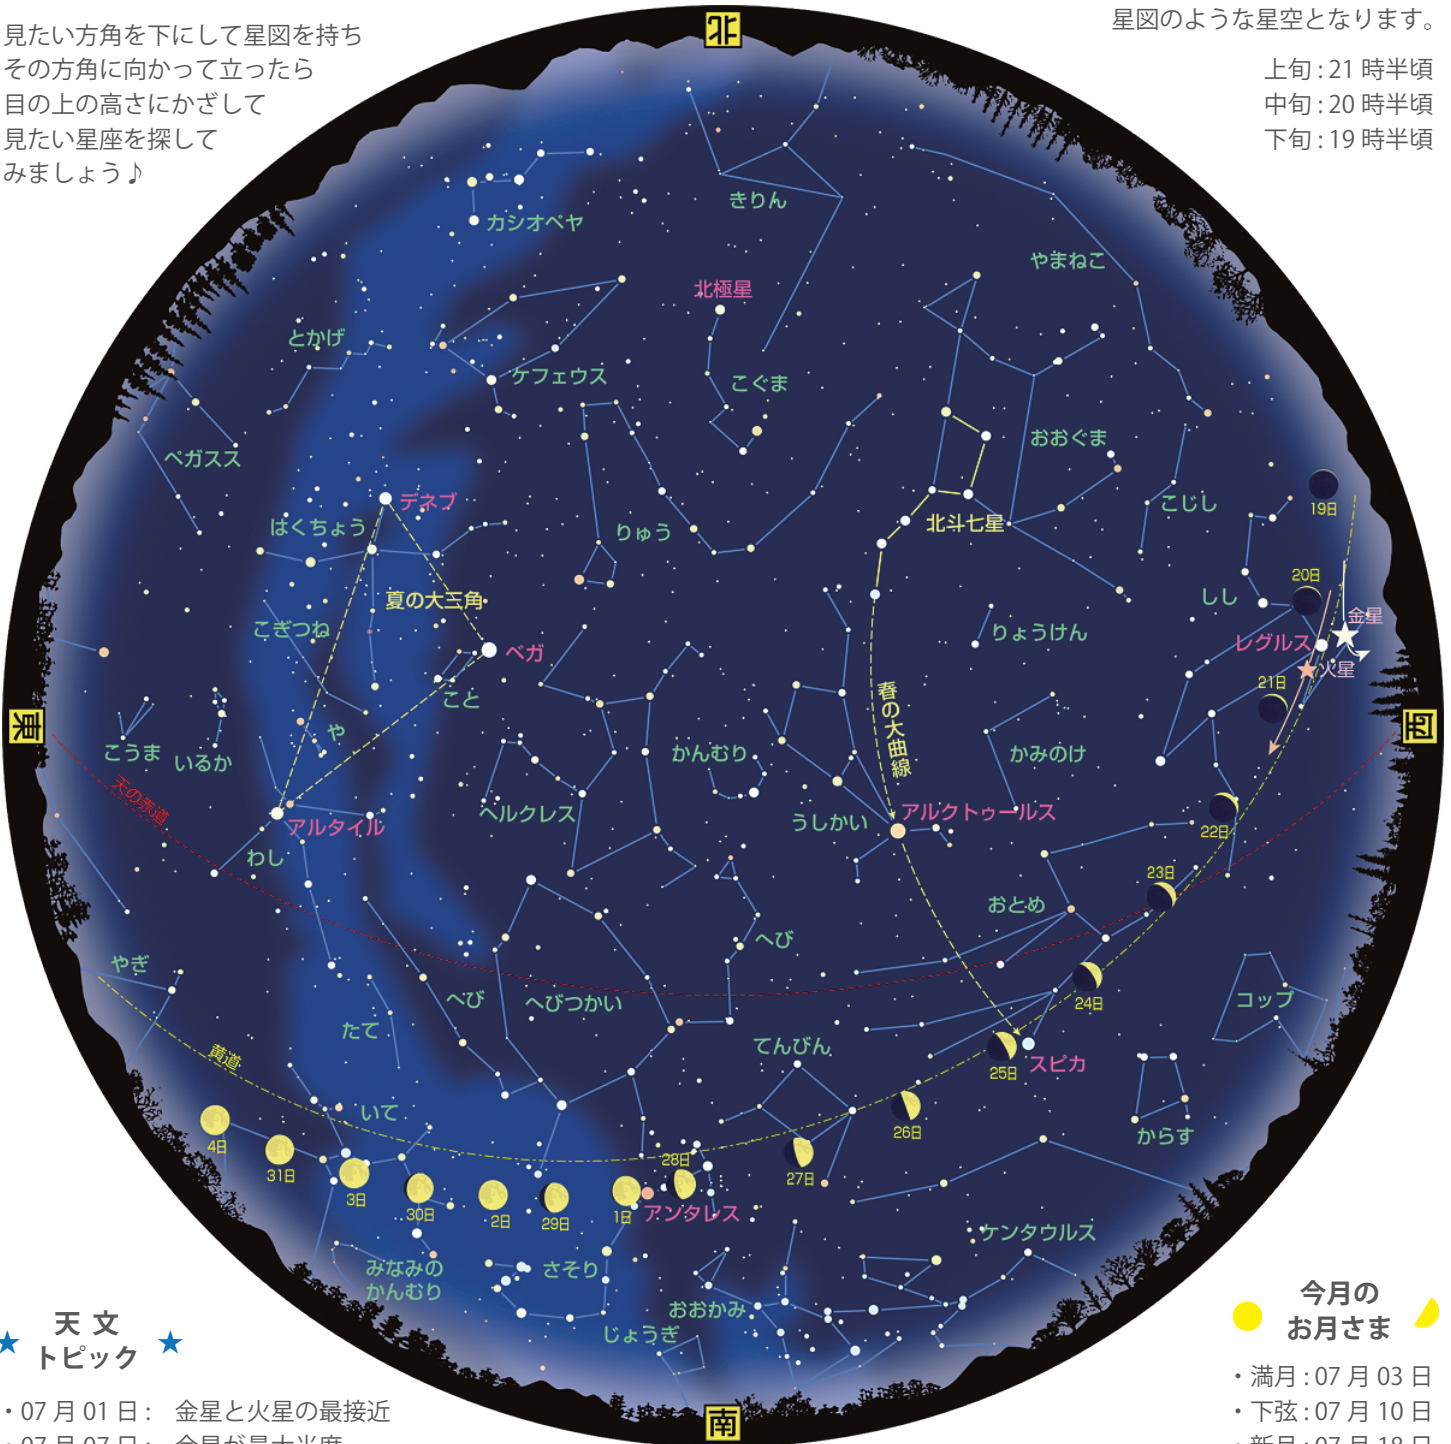 見たい方角を下にして星図を持ち
その方角に向かって立ったら
目の上の高さにかざして
見たい星座を探して
みましょう♪
星図のような星空となります。
上旬 : 21 時半頃
中旬 : 20 時半頃
下旬 : 19 時半頃
北
きりん
カシオペヤ
やまねこ
北極星
とかげ
ケフェウス
こぐま
おおぐま
ペガスス
デネブ
はくちょう
りゅう
北斗七星
こじし
19日
20日
しし
夏の大三角
こぎつね
りょうけん
金星
レグルス
ベガ
火星
21日
こと
春の大曲線
東
西
や
こうま
いるか
かんむり
かみのけ
天の赤道
ヘルクレス
アルクトゥールス
うしかい
アルタイル
22日
わし
23日
おとめ
へび
やぎ
へび
へびつかい
24日
コップ
たて
てんびん
黄道
25日
スピカ
いて
26日
からす
4日
31日
3日
30日
2日
29日
1日
28日
27日
アンタレス
ケンタウルス
みなみの
かんむり
さそり
おおかみ
じょうぎ
南
★ 天 文 ★
トピック
・07 月 01 日 : 金星と火星の最接近
・07 月 07 日 : 金星が最大光度
今月の
お月さま
・満月 : 07 月 03 日
・下弦 : 07 月 10 日
・新月 : 07 月 18 日